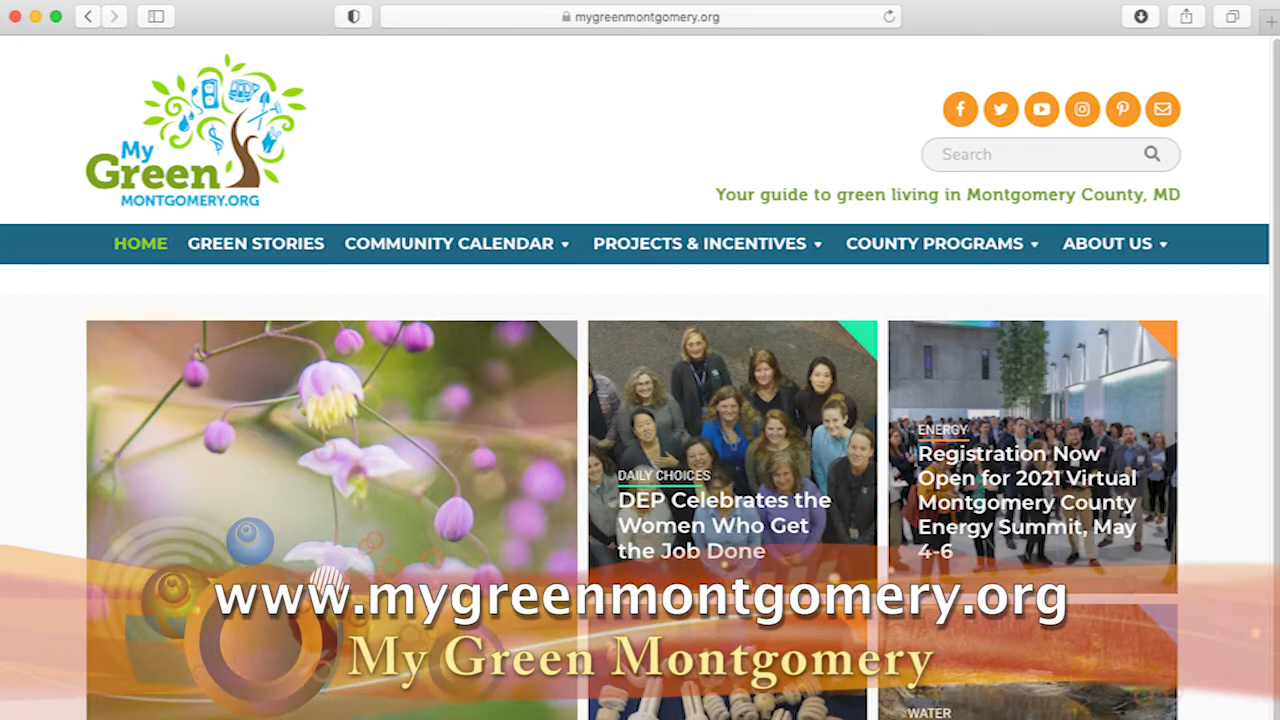 mygreenmontgomery.org
My
Green
MONTGOMERY.ORG
Search
Your guide to green living in Montgomery County, MD
HOME GREEN STORIES COMMUNITY CALENDAR PROJECTS & INCENTIVES COUNTY PROGRAMS ABOUT US
DAILY CHOICES
DEP Celebrates the
Women Who Get
the Job Done
ENERGY
Registration Now
Open for 2021 Virtual
Montgomery County
Energy Summit, May
4-6
www.mygreenmontgomery.org
My Green Montgomery
WATER